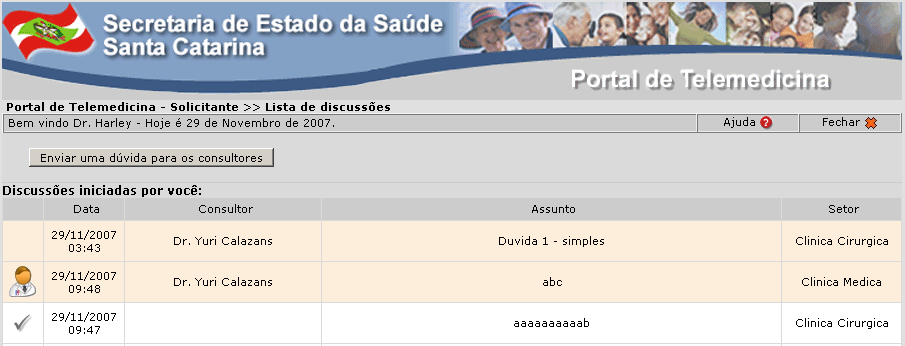 Secretaria de Estado da Saúde
Santa Catarina
Portal de Telemedicina
Portal de Telemedicina - Solicitante >> Lista de discussões
Bem vindo Dr. Harley - Hoje é 29 de Novembro de 2007. Ajuda ? Fechar
Enviar uma dúvida para os consultores
Discussões iniciadas por você:
Data Consultor Assunto Setor
29/11/2007
03:43 Dr. Yuri Calazans Duvida 1 - simples Clinica Cirurgica
29/11/2007
09:48 Dr. Yuri Calazans abc Clinica Medica
29/11/2007
09:47 aaaaaaaaaab Clinica Cirurgica